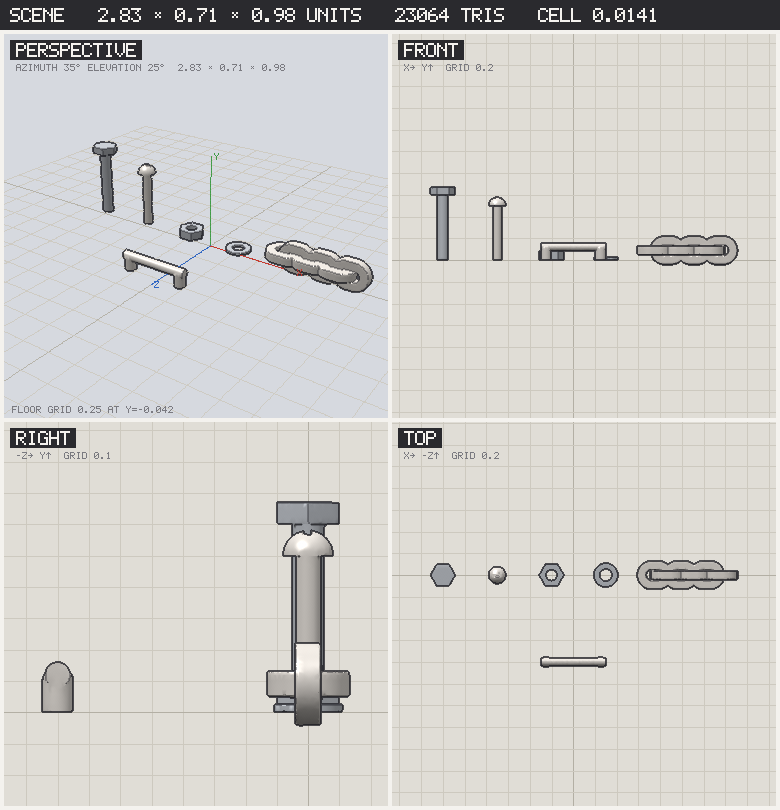 SCENE 2.83 × 0.71 × 0.98 UNITS 23064 TRIS CELL 0.0141
PERSPECTIVE
AZIMUTH 35° ELEVATION 25° 2.83 × 0.71 × 0.98
Y
Z
FLOOR GRID 0.25 AT Y=-0.042
FRONT
X→ Y↑ GRID 0.2
RIGHT
-Z→ Y↑ GRID 0.1
TOP
X→ -Z↑ GRID 0.2